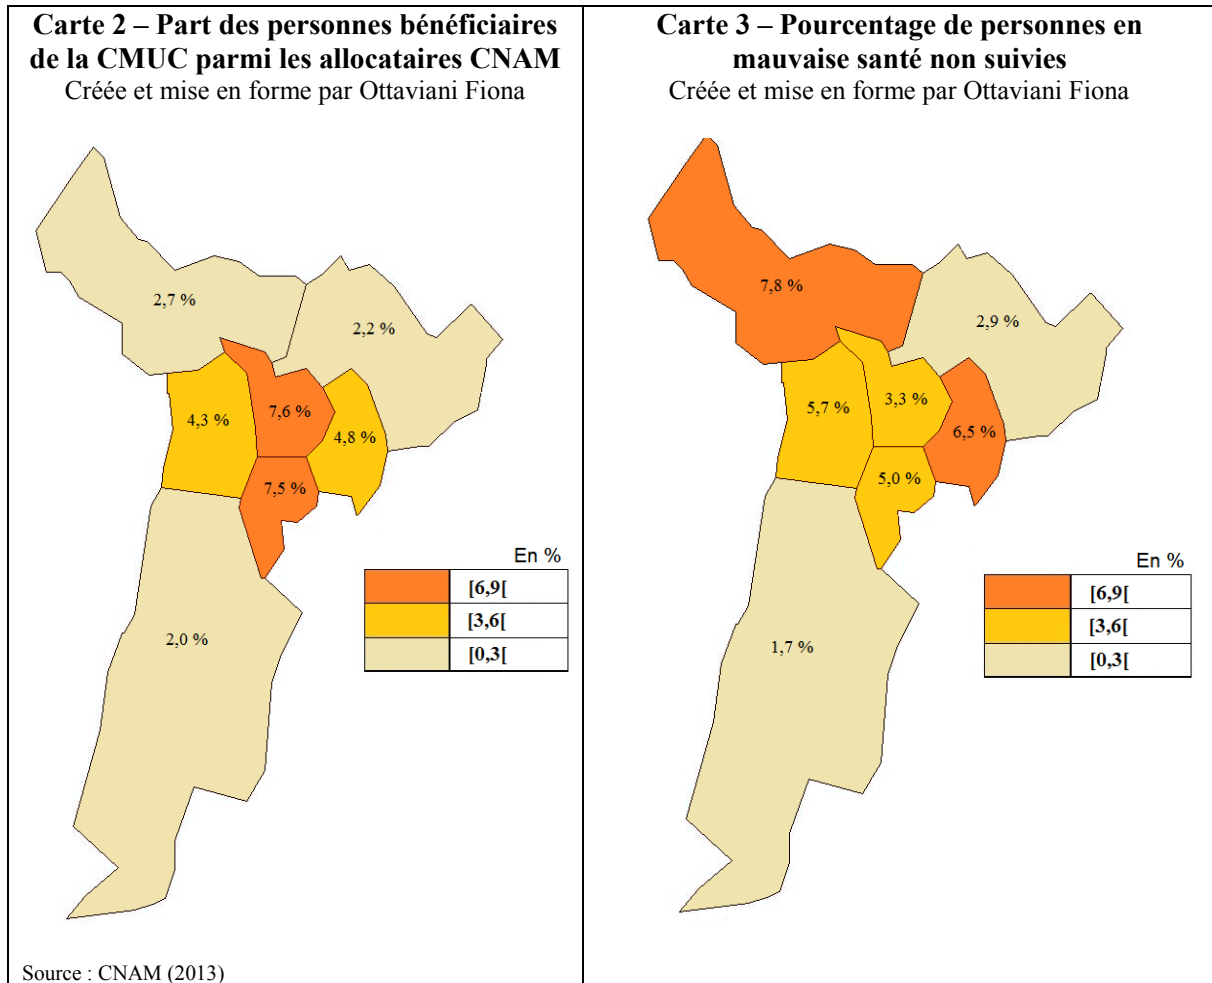 Carte 2 – Part des personnes bénéficiaires
de la CMUC parmi les allocataires CNAM
Créée et mise en forme par Ottaviani Fiona
2,7 %
2,2 %
4,3 %
7,6 %
4,8 %
7,5 %
2,0 %
En %
[6,9[
[3,6[
[0,3[
Source : CNAM (2013)
Carte 3 – Pourcentage de personnes en
mauvaise santé non suivies
Créée et mise en forme par Ottaviani Fiona
7,8 %
2,9 %
5,7 %
3,3 %
6,5 %
5,0 %
1,7 %
En %
[6,9[
[3,6[
[0,3[